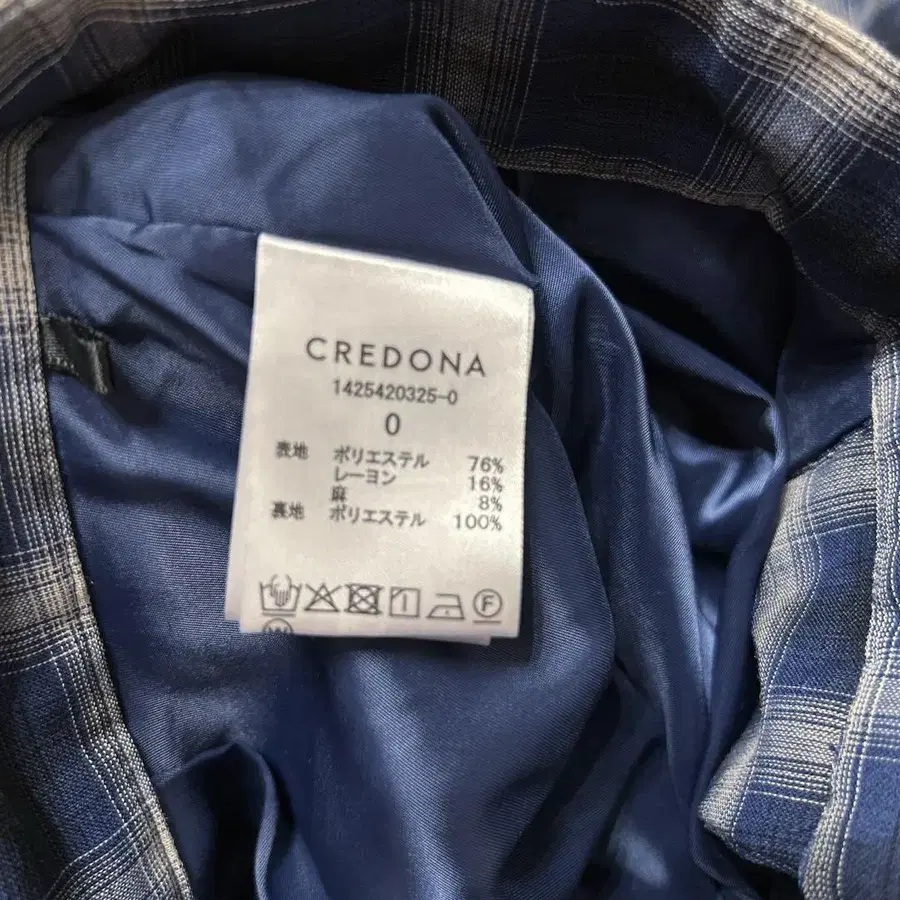 CREDONA
1425420325-0
0
表地 ポリエステル 76%
レーヨン 16%
麻 8%
裏地 ポリエステル 100%
F
W